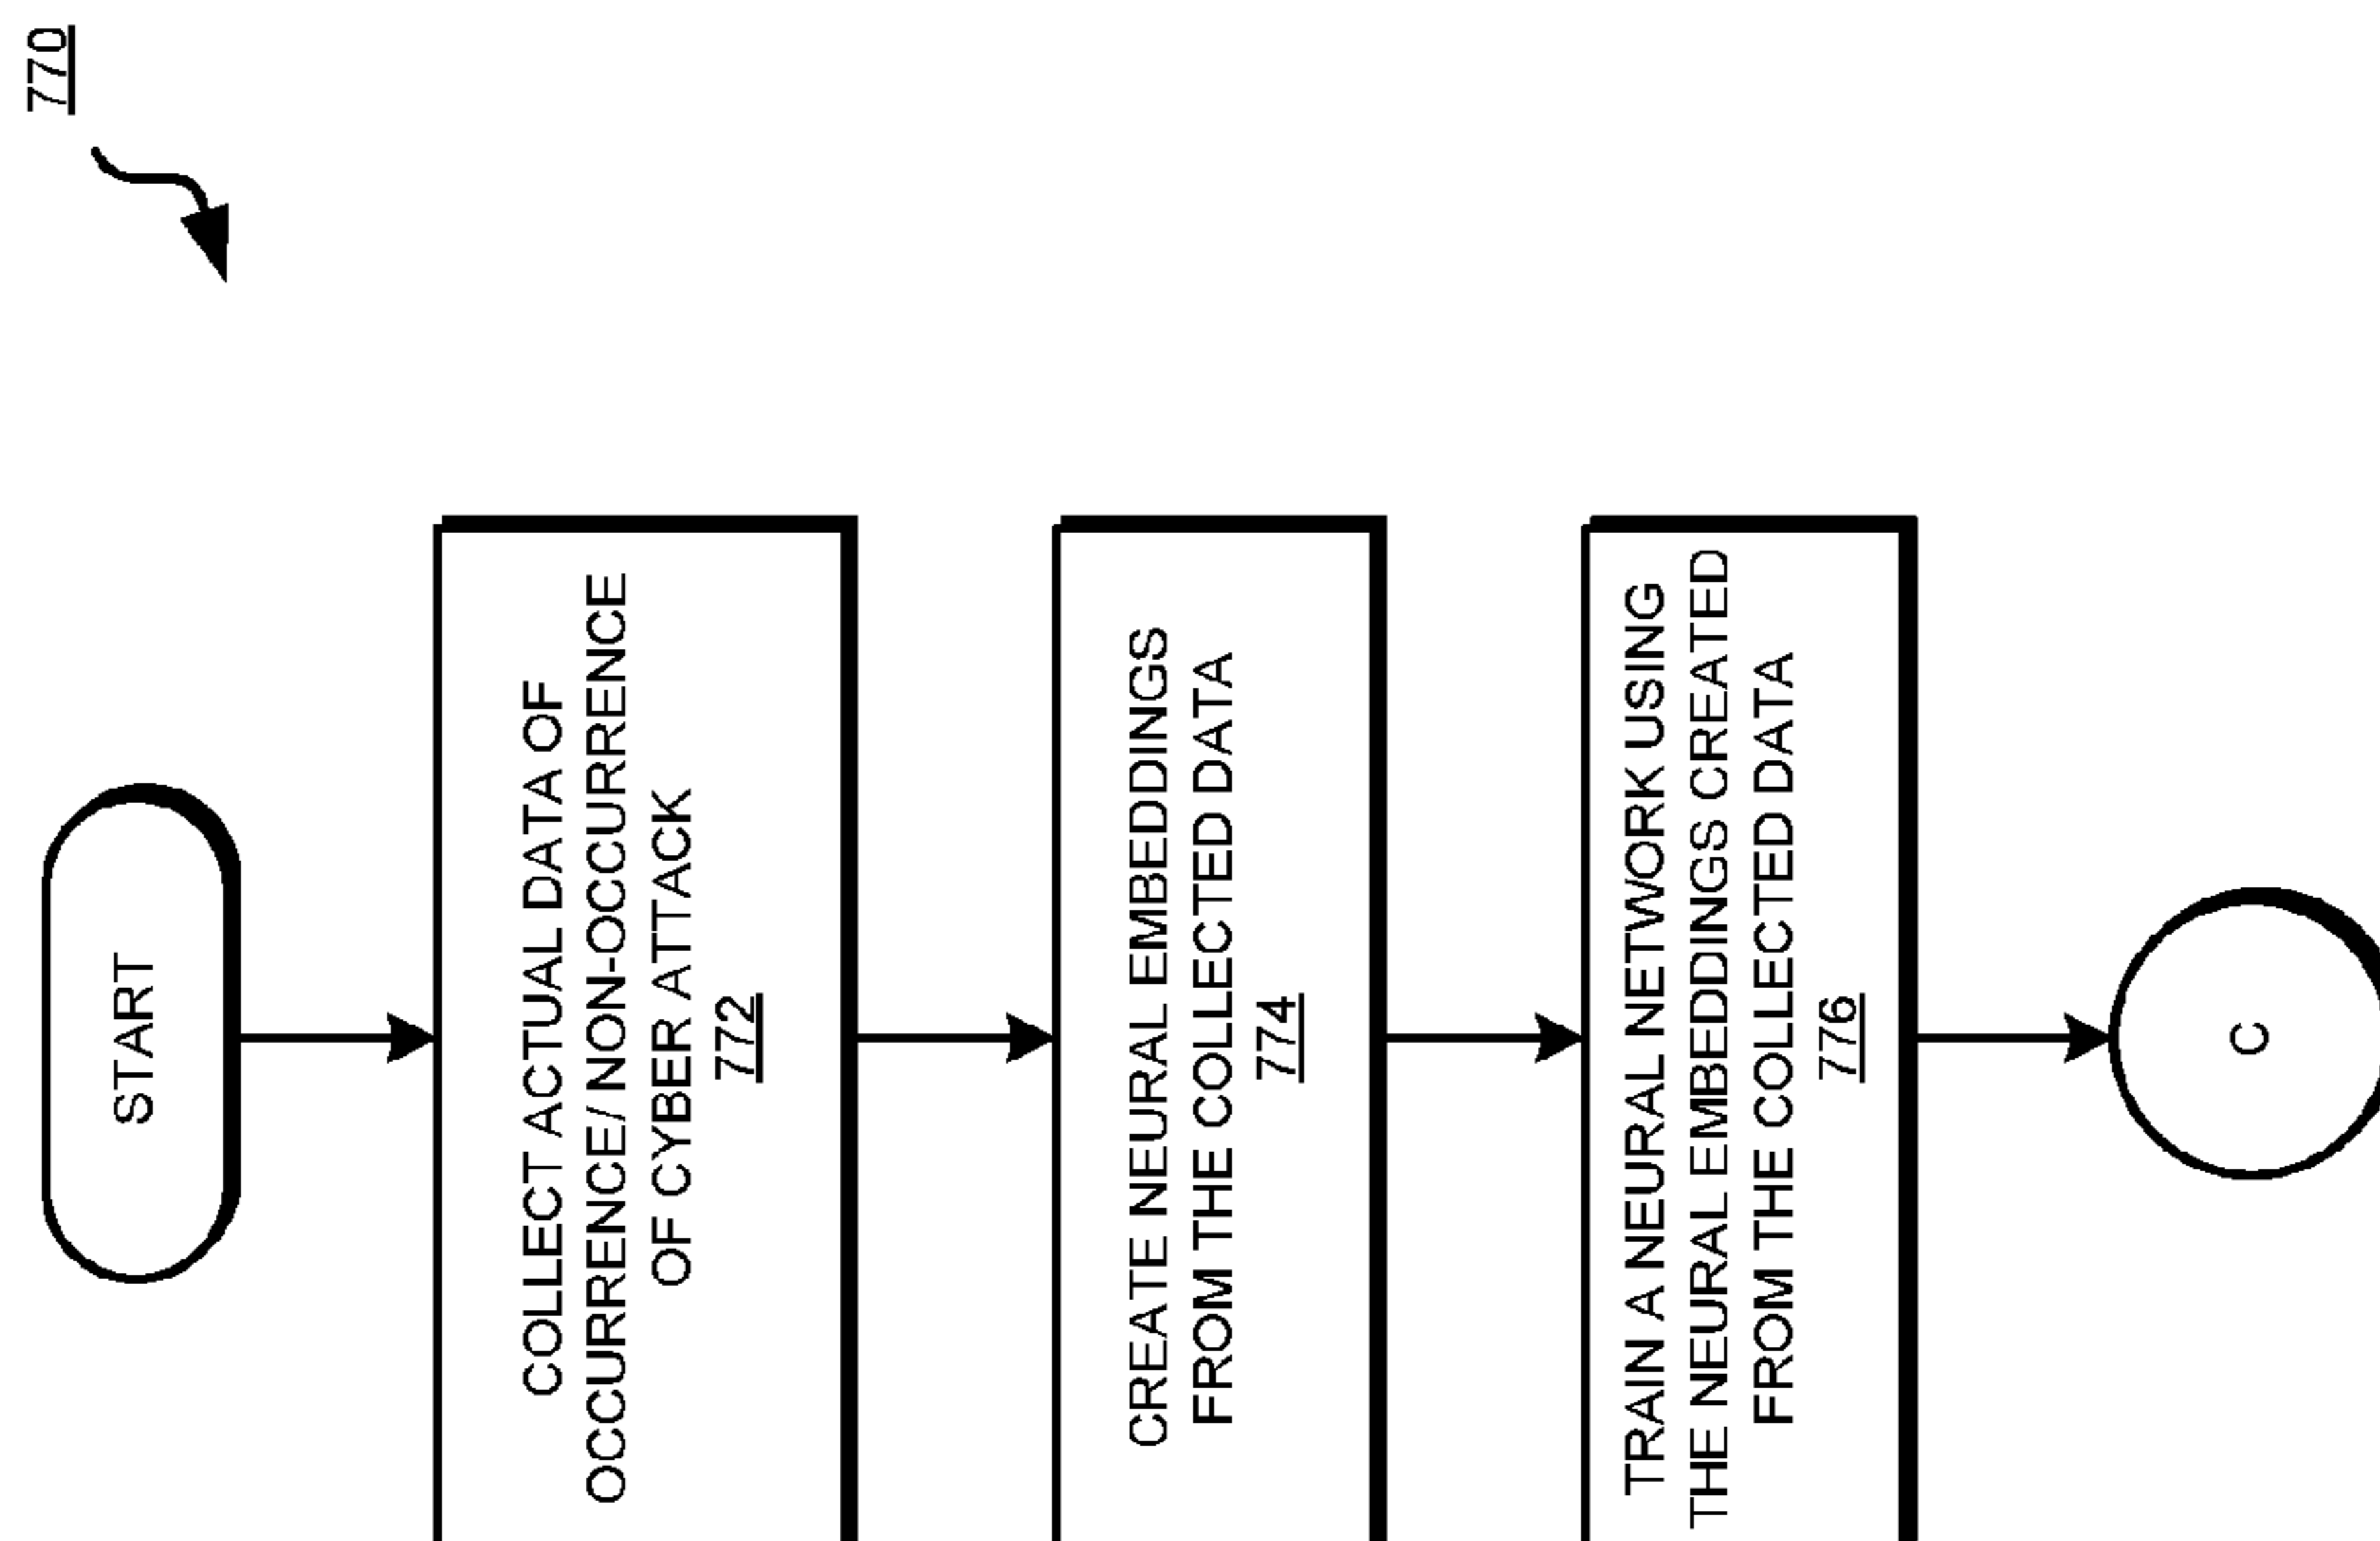 770
START
COLLECT ACTUAL DATA OF
OCCURRENCE/ NON-OCCURRENCE
OF CYBER ATTACK
772
CREATE NEURAL EMBEDDINGS
FROM THE COLLECTED DATA
774
TRAIN A NEURAL NETWORK USING
THE NEURAL EMBEDDINGS CREATED
FROM THE COLLECTED DATA
776
C